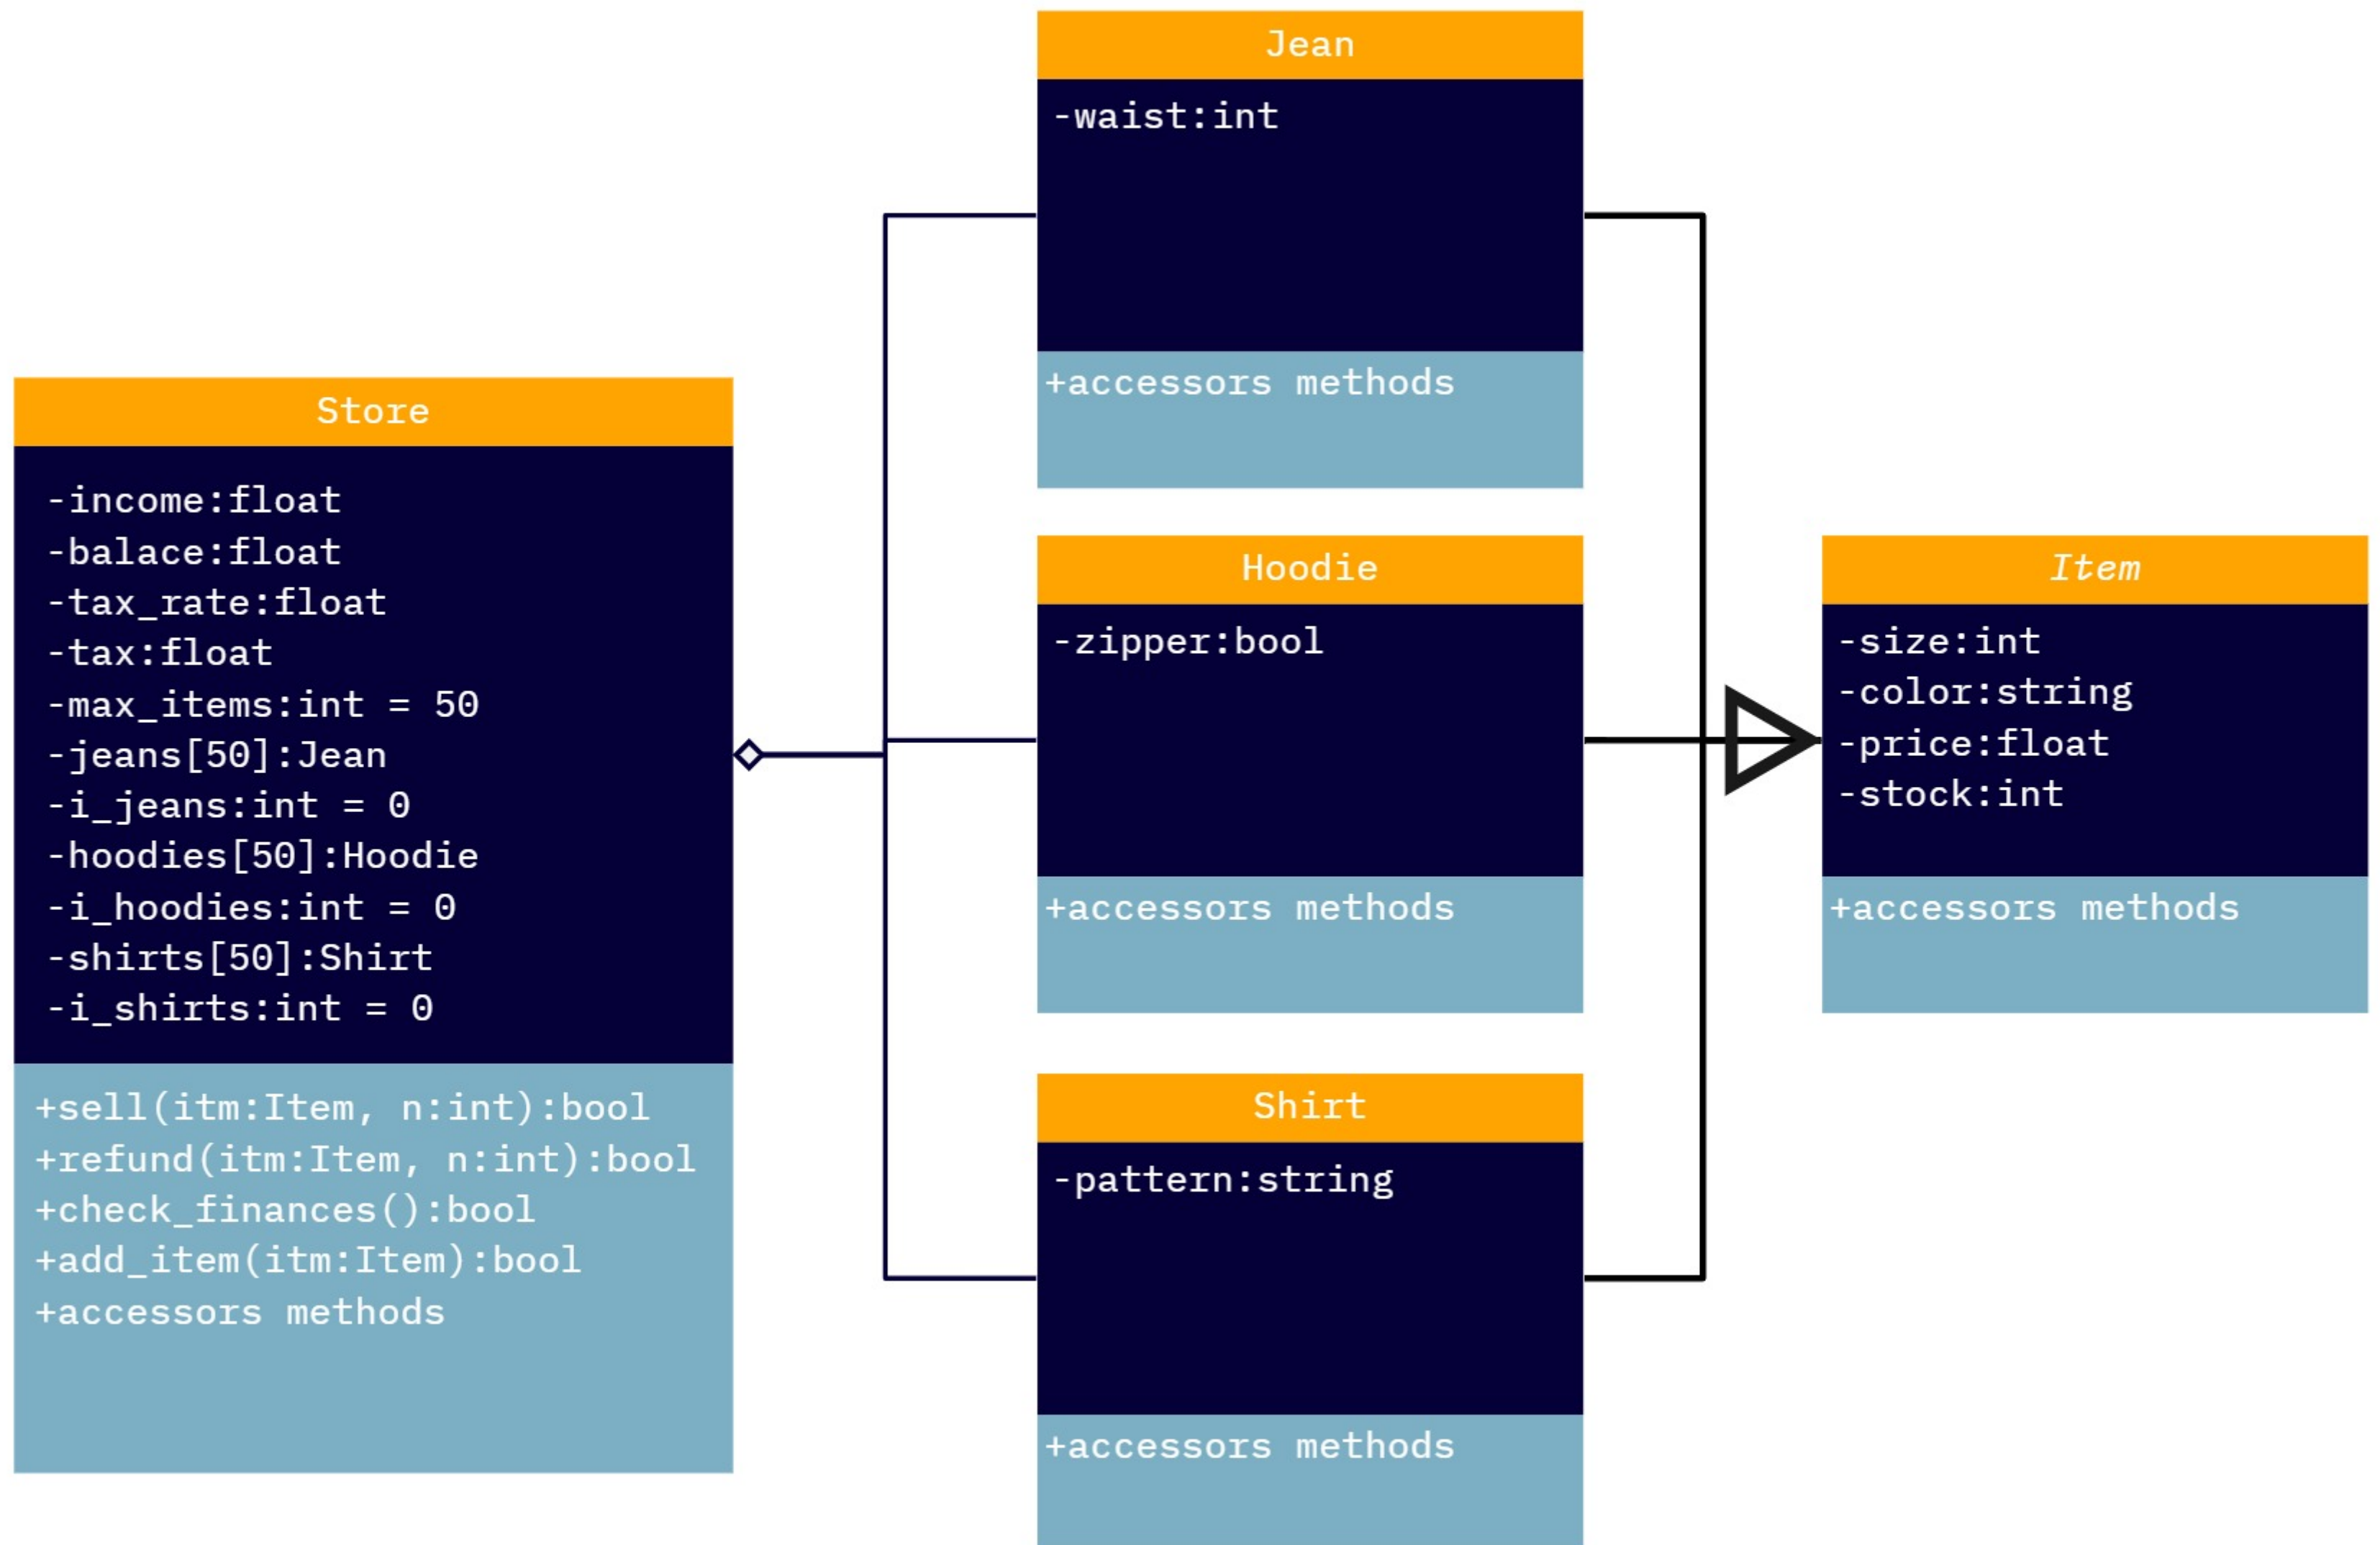 Store
-income:float
-balace:float
-tax_rate:float
-tax:float
-max_items:int = 50
-jeans[50]:Jean
-i_jeans:int = 0
-hoodies[50]:Hoodie
-i_hoodies:int = 0
-shirts[50]:Shirt
-i_shirts:int = 0
+sell(itm:Item, n:int):bool
+refund(itm:Item, n:int):bool
+check_finances():bool
+add_item(itm:Item):bool
+accessors methods
Jean
-waist:int
+accessors methods
Hoodie
-zipper:bool
+accessors methods
Shirt
-pattern:string
+accessors methods
Item
-size:int
-color:string
-price:float
-stock:int
+accessors methods